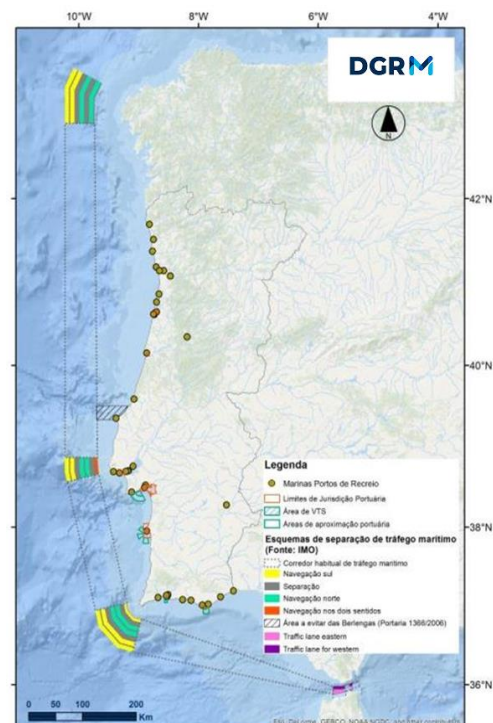 10°W 8°W 6°W 4°W
DGRM
42°N
40°N
38°N
36°N
Legenda
Marinas Portos de Recreio
Limites de Jurisdição Portuária
Área de VTS
Áreas de aproximação portuária
Esquemas de separação de tráfego marítimo
(Fonte: IMO)
Corredor habitual de tráfego marítimo
Navegação sul
Separação
Navegação norte
Navegação nos dois sentidos
Área a evitar das Berlengas (Portaria 1366/2006)
Traffic lane eastern
Traffic lane for western
0 50 100 200
Km